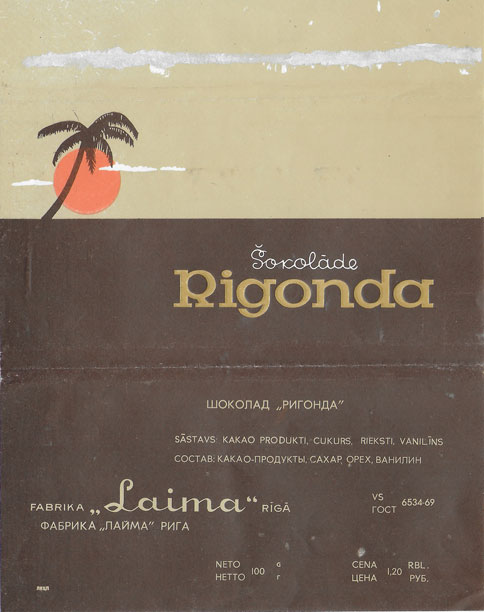 Šokolāde
Rigonda
ШОКОЛАД „РИГОНДА”
SĀSTAVS: KAKAO PRODUKTI, CUKURS, RIEKSTI, VANILĪNS
СОСТАВ: КАКАО-ПРОДУКТЫ, САХАР, ОРЕХ, ВАНИЛИН
FABRIKA „Laima“ RĪGĀ
ФАБРИКА „ЛАЙМА” РИГА
VS
ГОСТ 6534-69
NETO 100 g
НЕТТО г
CENA 1,20 RBL.
ЦЕНА РУБ.